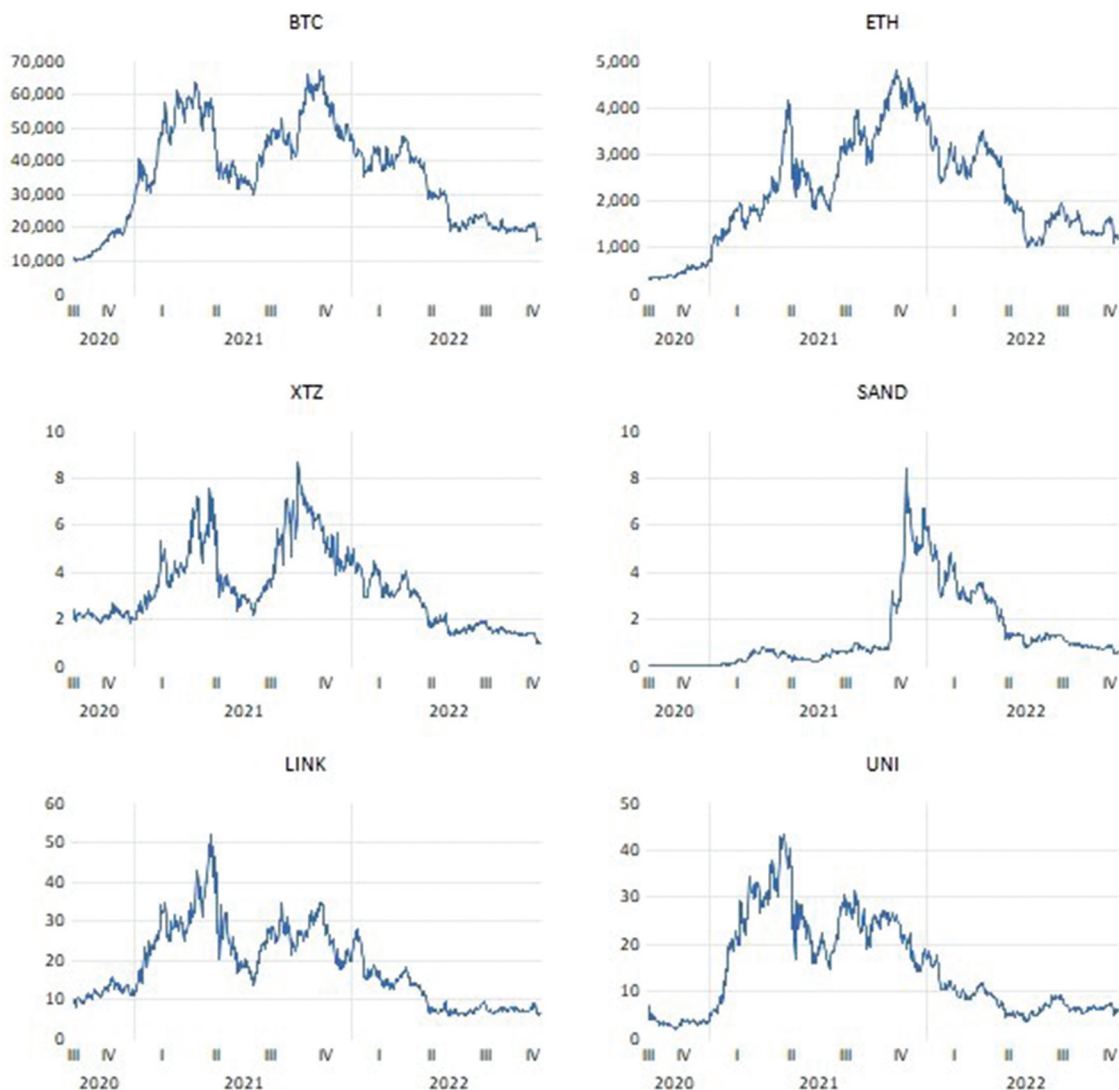 BTC
70,000
60,000
50,000
40,000
30,000
20,000
10,000
0
III IV I II III IV I II III IV
2020 2021 2022
ETH
5,000
4,000
3,000
2,000
1,000
0
III IV I II III IV I II III IV
2020 2021 2022
XTZ
10
8
6
4
2
0
III IV I II III IV I II III IV
2020 2021 2022
SAND
10
8
6
4
2
0
III IV I II III IV I II III IV
2020 2021 2022
LINK
60
50
40
30
20
10
0
III IV I II III IV I II III IV
2020 2021 2022
UNI
50
40
30
20
10
0
III IV I II III IV I II III IV
2020 2021 2022